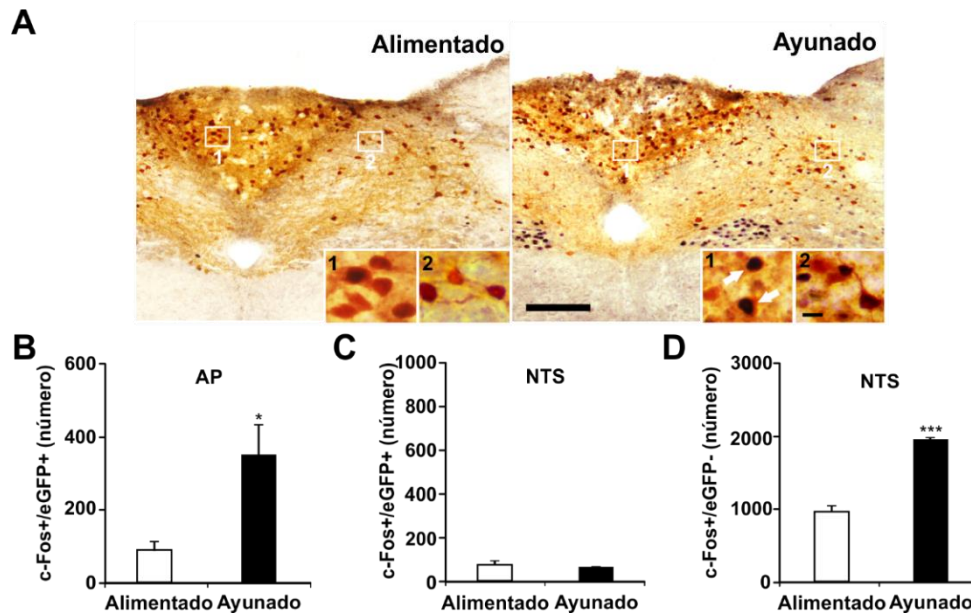 A
Alimentado
Ayunado
1
2
1
2
1
2
1
2
B
C
D
AP
NTS
NTS
c-Fos+/eGFP+ (número)
600
400
200
0
*
Alimentado Ayunado
c-Fos+/eGFP+ (número)
1000
800
600
400
200
0
Alimentado Ayunado
c-Fos+/eGFP- (número)
3000
2000
1000
0
***
Alimentado Ayunado